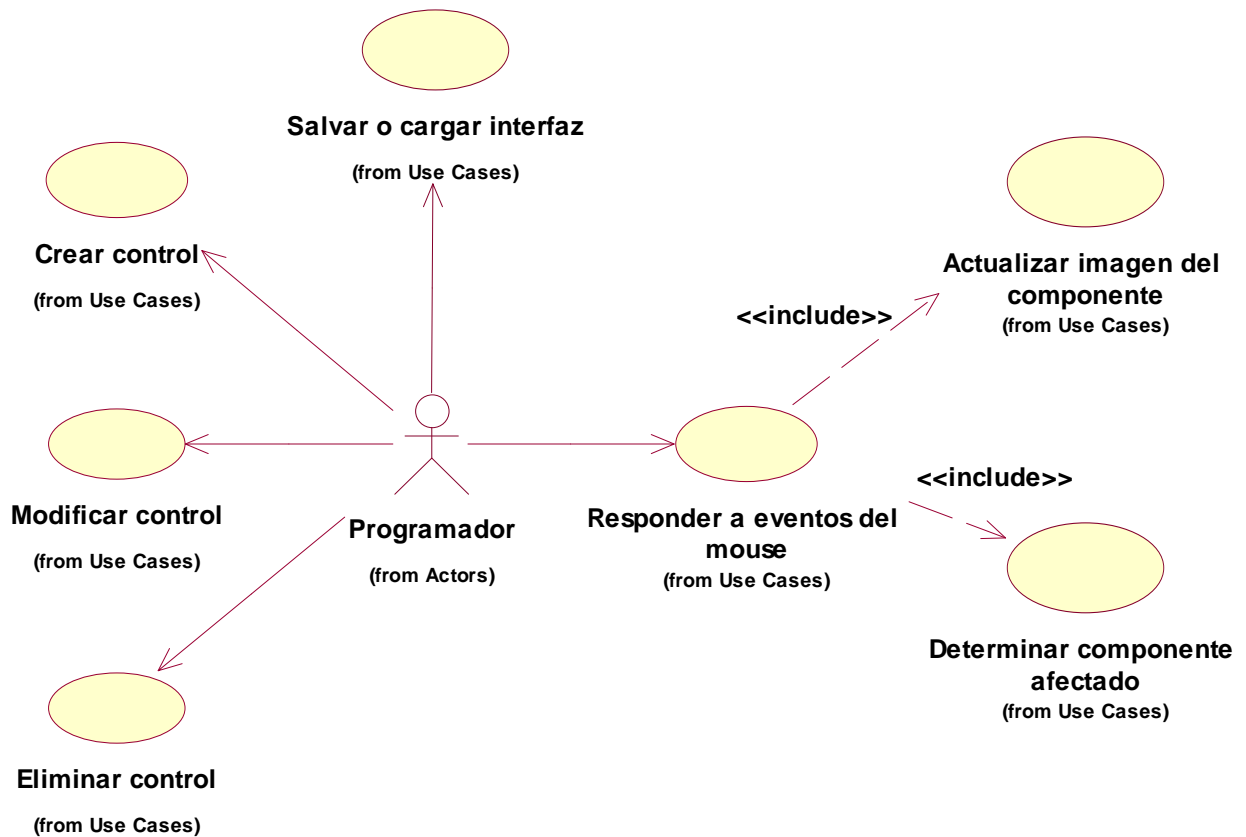 Salvar o cargar interfaz
(from Use Cases)
Crear control
(from Use Cases)
Actualizar imagen del
componente
(from Use Cases)
<<include>>
Modificar control
(from Use Cases)
Programador
(from Actors)
Responder a eventos del
mouse
(from Use Cases)
<<include>>
Determinar componente
afectado
(from Use Cases)
Eliminar control
(from Use Cases)